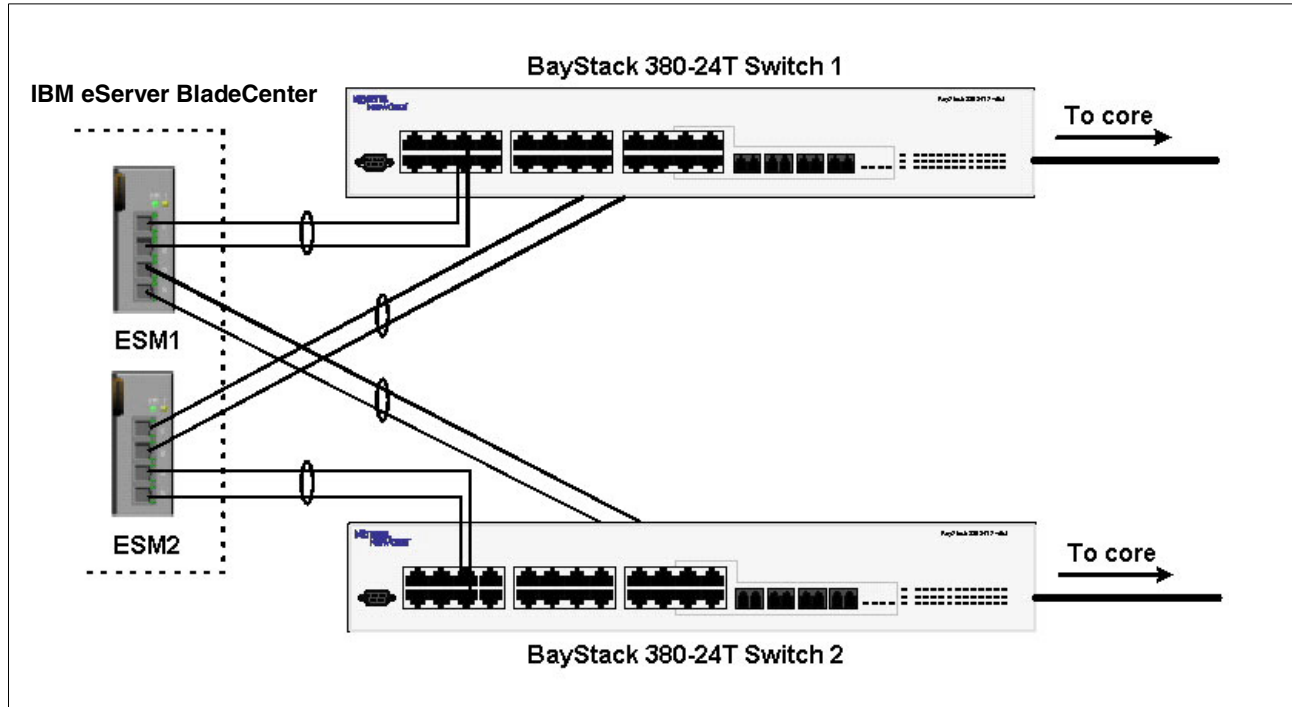 BayStack 380-24T Switch 1
IBM eServer BladeCenter
To core
ESM1
ESM2
To core
BayStack 380-24T Switch 2